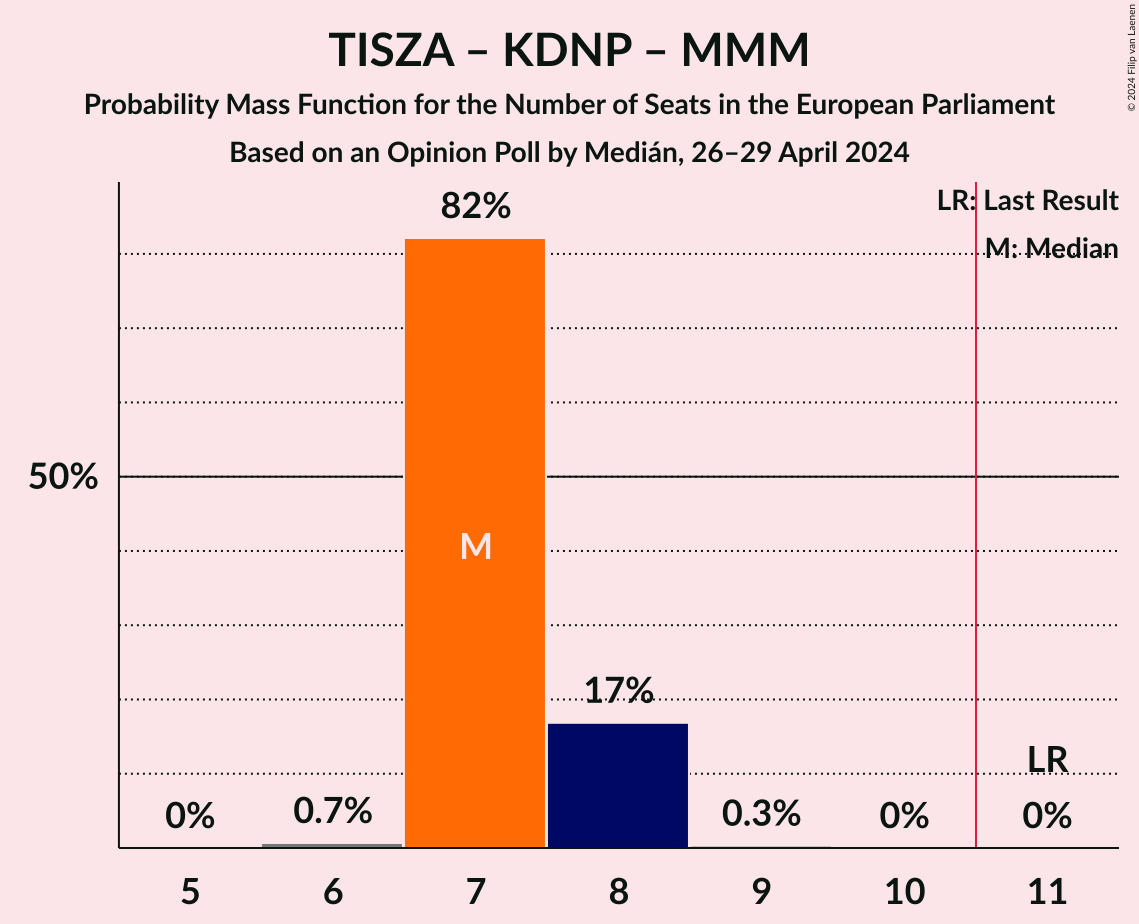 TISZA – KDNP – MMM
Probability Mass Function for the Number of Seats in the European Parliament
Based on an Opinion Poll by Medián, 26–29 April 2024
© 2024 Filip van Laenen
LR: Last Result
M: Median
82%
50%
M
17%
LR
0%
0.7%
0.3%
0%
0%
5
6
7
8
9
10
11